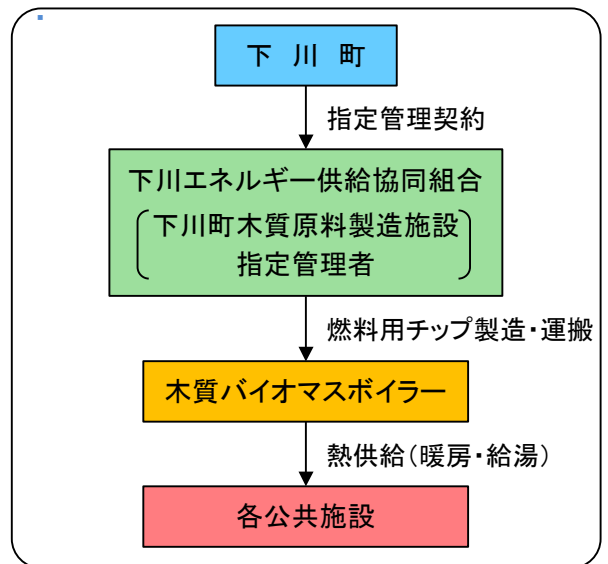 下 川 町
指定管理契約
下川エネルギー供給協同組合
下川町木質原料製造施設
指定管理者
燃料用チップ製造・運搬
木質バイオマスボイラー
熱供給(暖房・給湯)
各公共施設